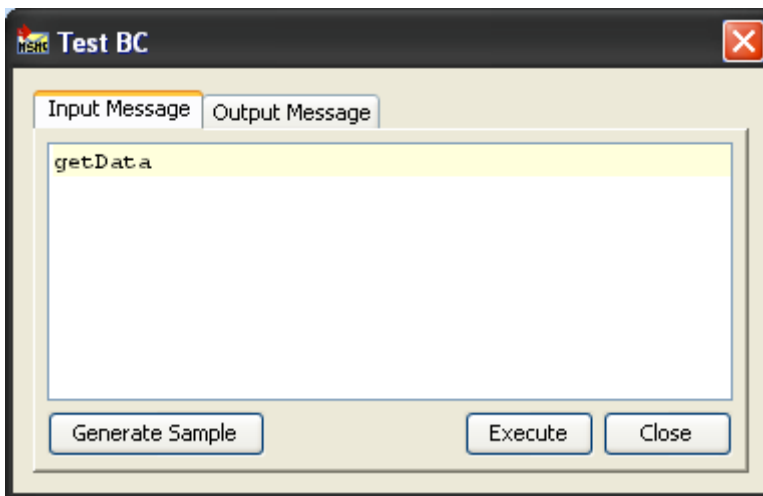 Test BC
Input Message Output Message
getData
Generate Sample Execute Close